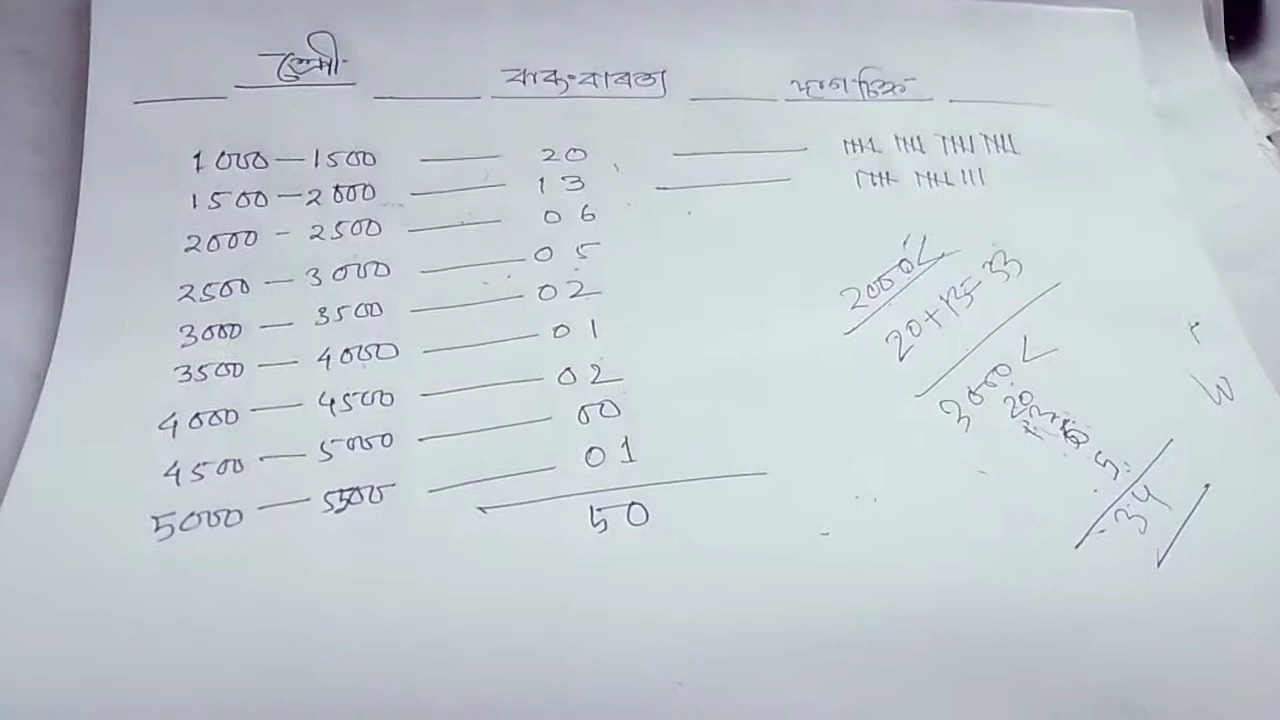 শ্রেণী বারংবারতা
1000 — 1500 — 20 — 𝍸 𝍸 𝍸 𝍸
1500 — 2000 — 13 — 𝍸 𝍸 III
2000 - 2500 — 06
2500 — 3000 — 05
3000 — 3500 — 02
3500 — 4000 — 01
4000 — 4500 — 02
4500 — 5000 — 00
5000 — 5500 — 01
50
2000 <
20+13=33
3000 <
34